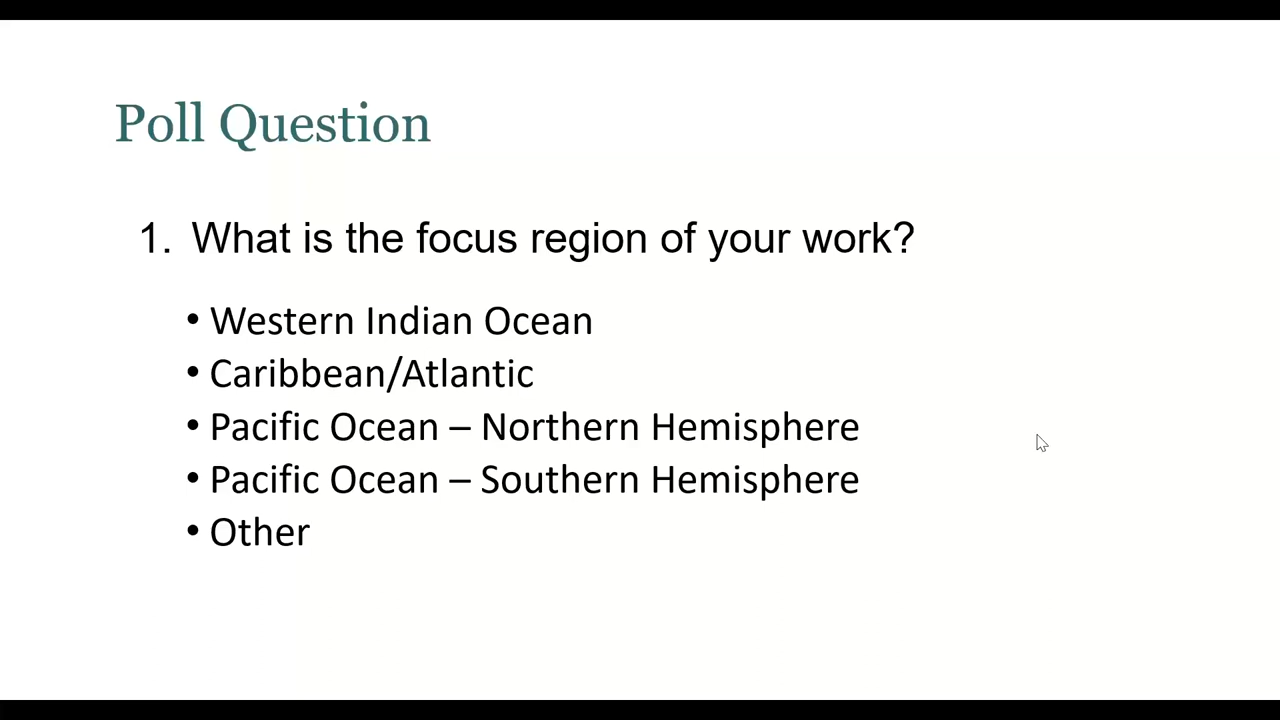 Poll Question
1. What is the focus region of your work?
• Western Indian Ocean
• Caribbean/Atlantic
• Pacific Ocean – Northern Hemisphere
• Pacific Ocean – Southern Hemisphere
• Other